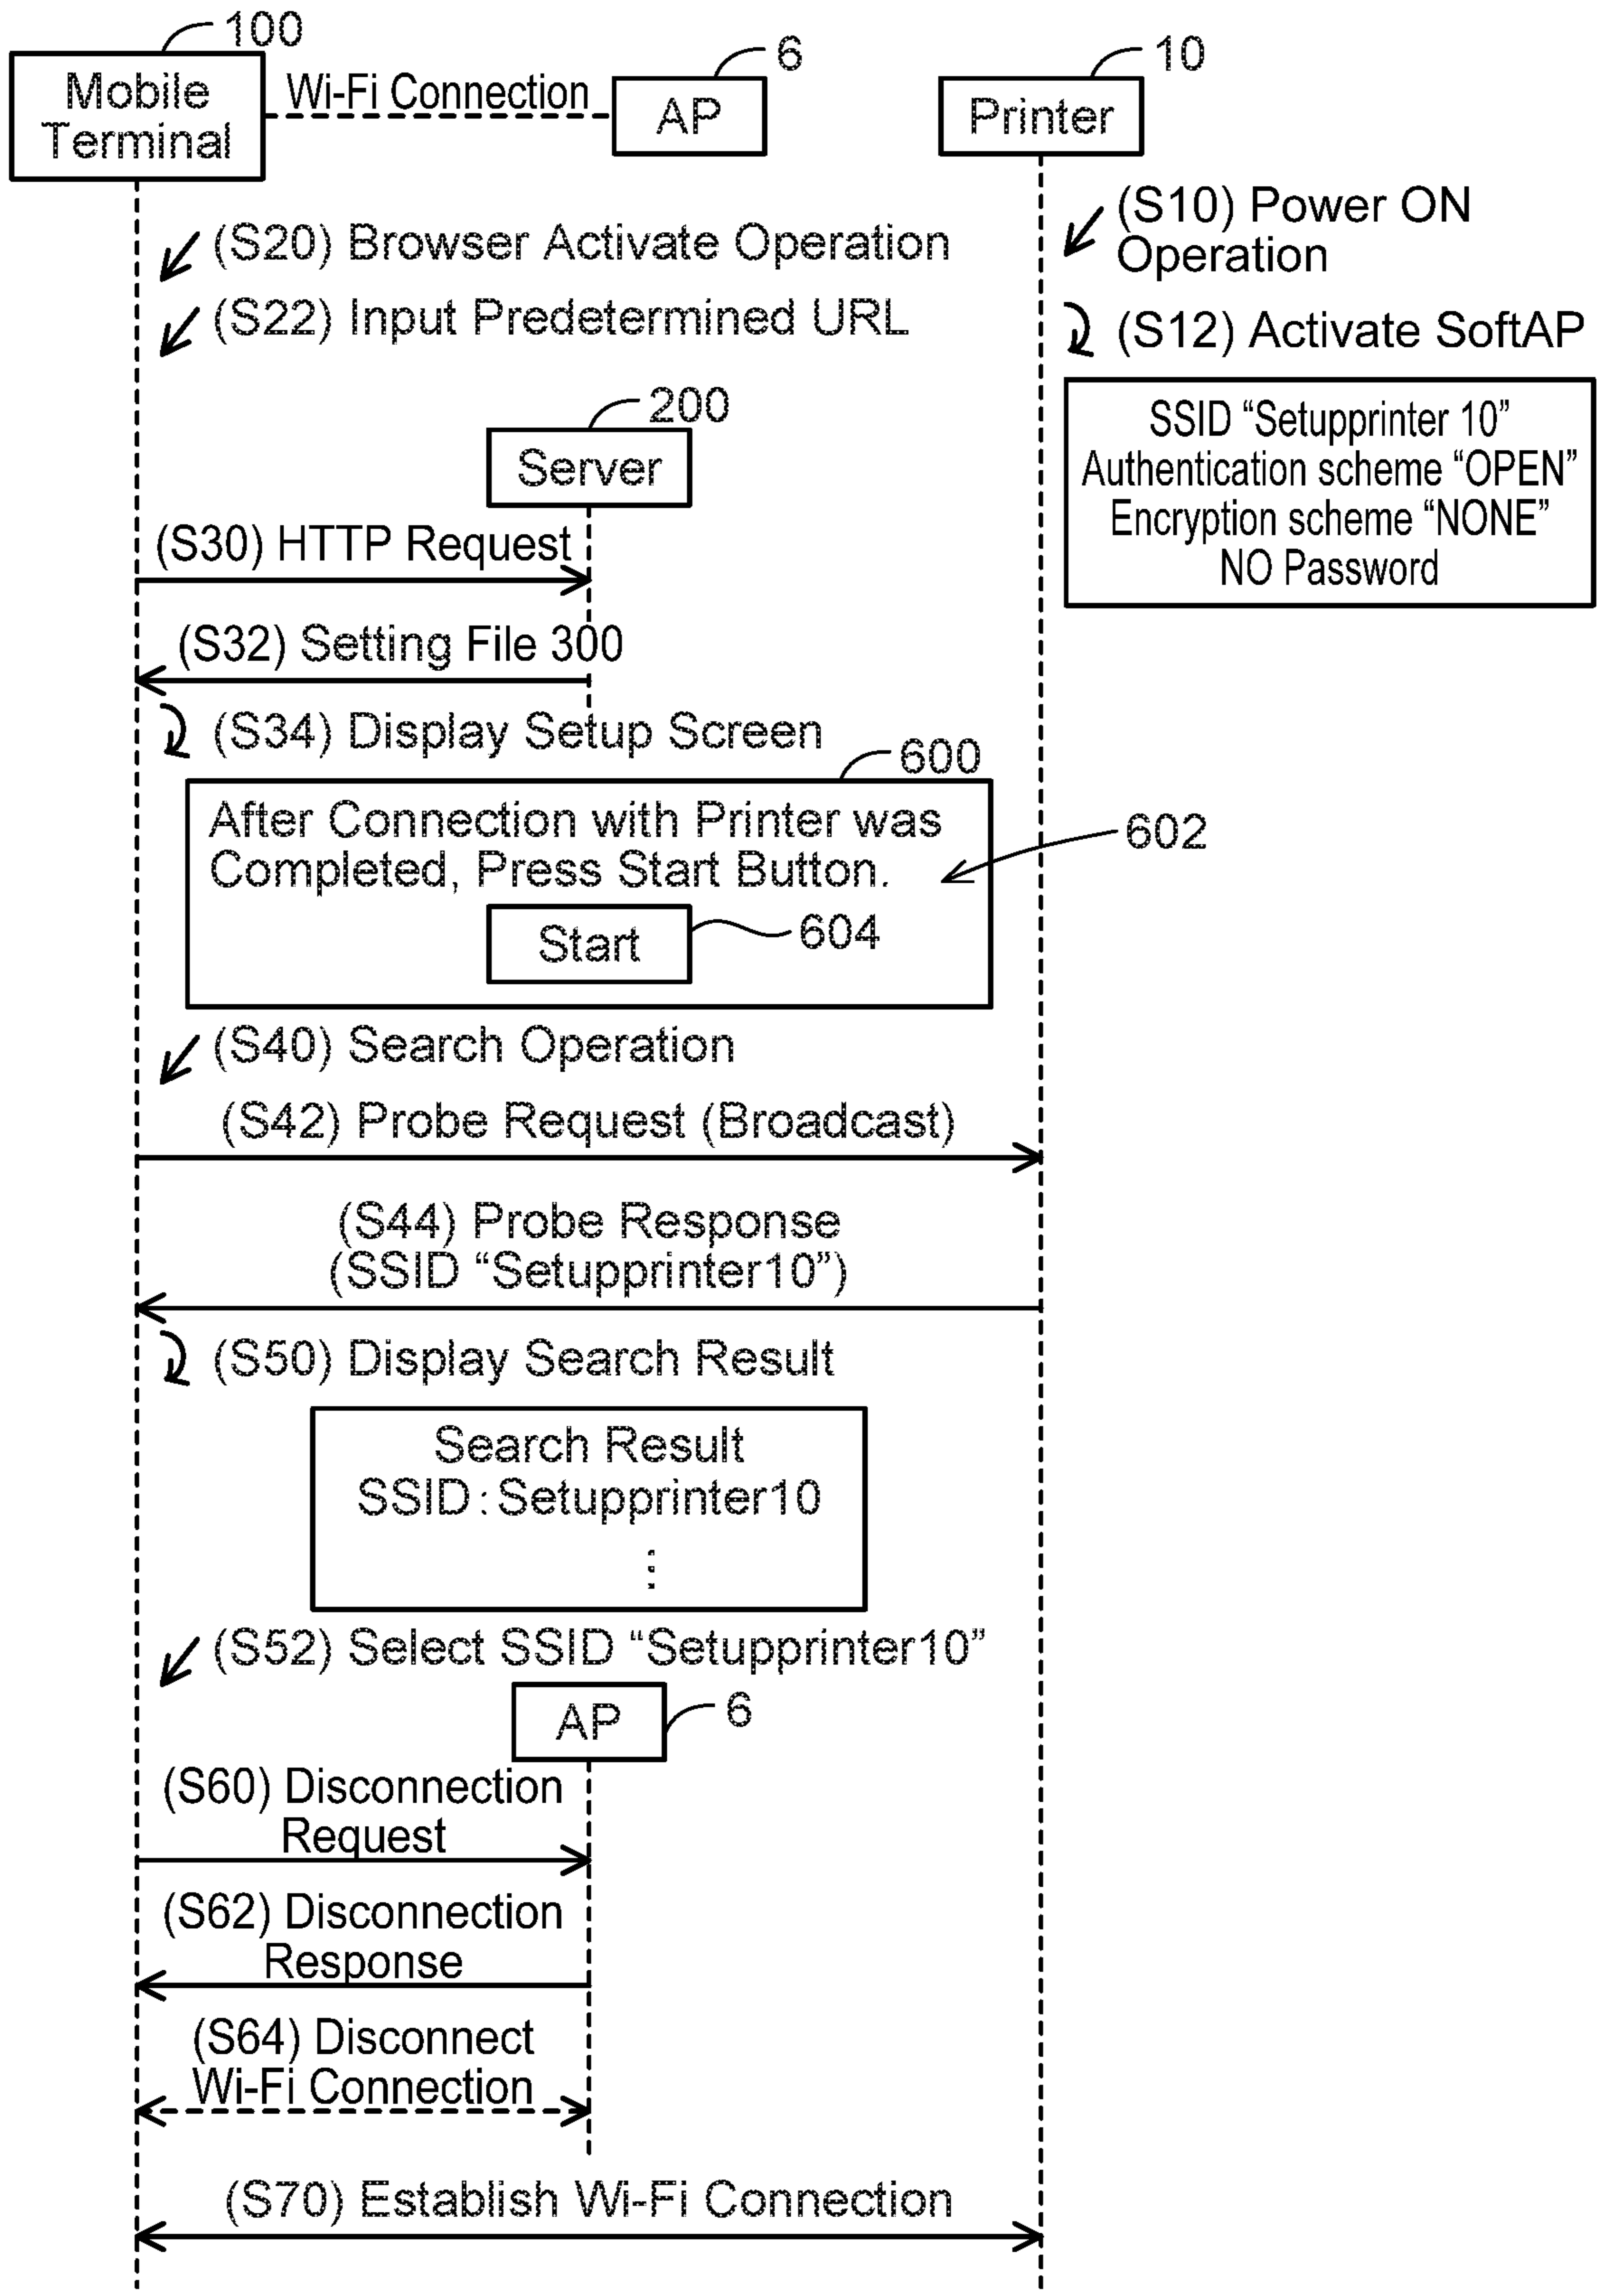 100
Mobile
Terminal
Wi-Fi Connection
6
AP
10
Printer
(S10) Power ON
Operation
(S20) Browser Activate Operation
(S22) Input Predetermined URL
(S12) Activate SoftAP
SSID “Setupprinter 10”
Authentication scheme “OPEN”
Encryption scheme “NONE”
NO Password
200
Server
(S30) HTTP Request
(S32) Setting File 300
(S34) Display Setup Screen
600
After Connection with Printer was
Completed, Press Start Button.
602
Start
604
(S40) Search Operation
(S42) Probe Request (Broadcast)
(S44) Probe Response
(SSID “Setupprinter10”)
(S50) Display Search Result
Search Result
SSID : Setupprinter10
⋮
(S52) Select SSID “Setupprinter10”
AP
6
(S60) Disconnection
Request
(S62) Disconnection
Response
(S64) Disconnect
Wi-Fi Connection
(S70) Establish Wi-Fi Connection